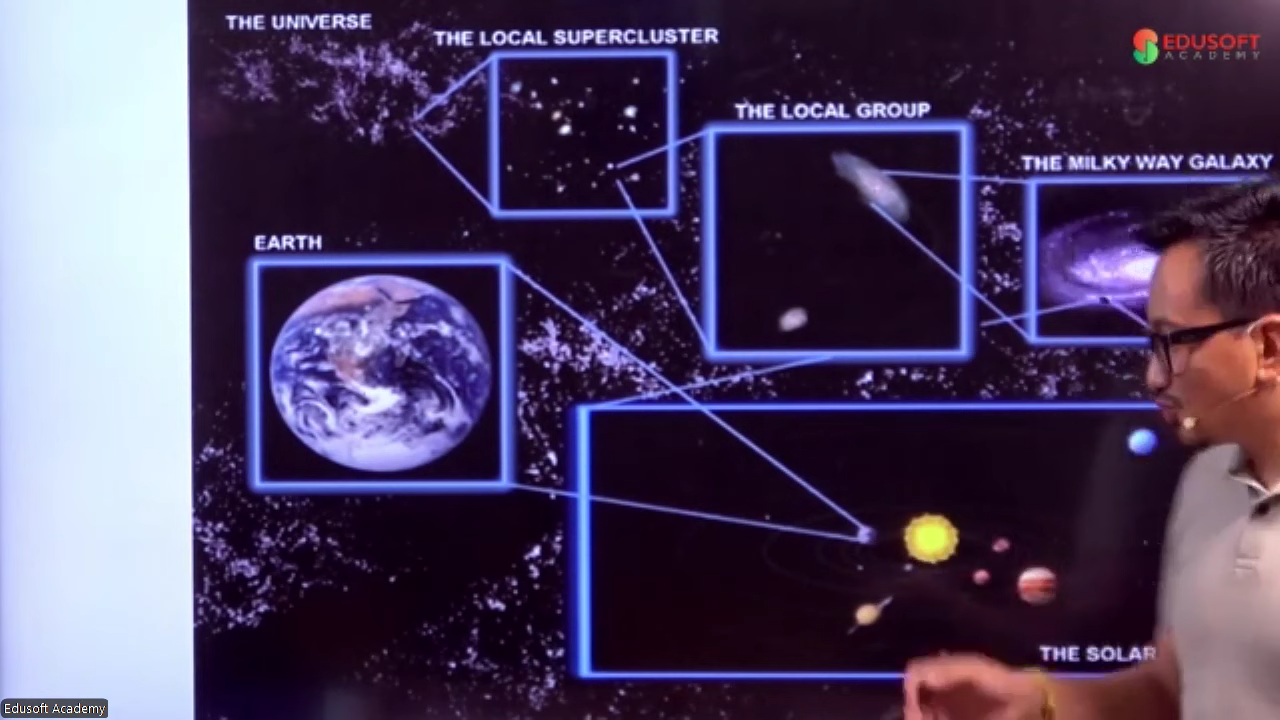 THE UNIVERSE
THE LOCAL SUPERCLUSTER
EDUSOFT
ACADEMY
THE LOCAL GROUP
THE MILKY WAY GALAXY
EARTH
THE SOLAR
Edusoft Academy